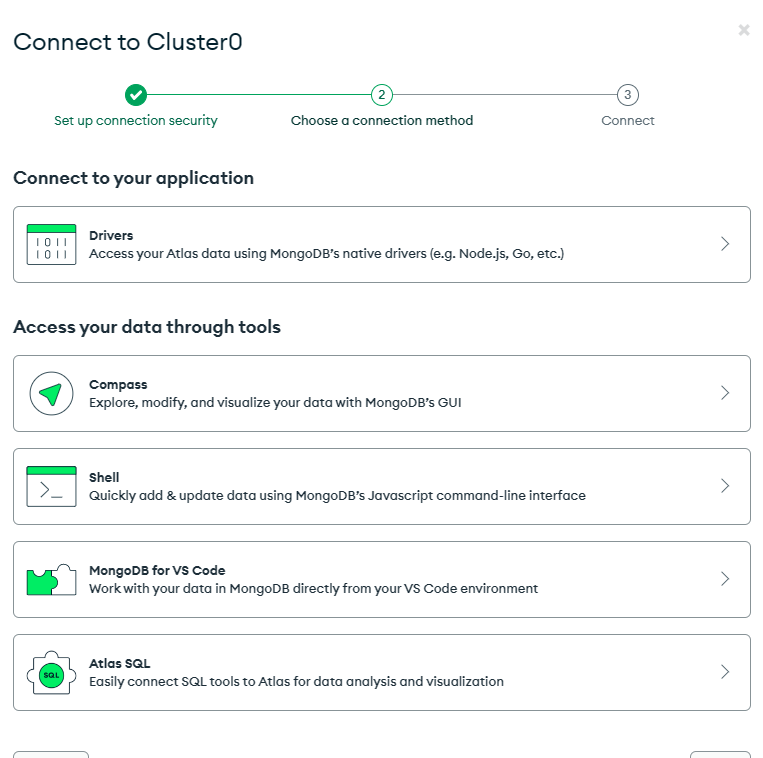 Connect to Cluster0
2
3
Set up connection security
Choose a connection method
Connect
Connect to your application
1011
1011
Drivers
Access your Atlas data using MongoDB's native drivers (e.g. Node.js, Go, etc.)
Access your data through tools
Compass
Explore, modify, and visualize your data with MongoDB's GUI
>_
Shell
Quickly add & update data using MongoDB's Javascript command-line interface
MongoDB for VS Code
Work with your data in MongoDB directly from your VS Code environment
SQL
Atlas SQL
Easily connect SQL tools to Atlas for data analysis and visualization